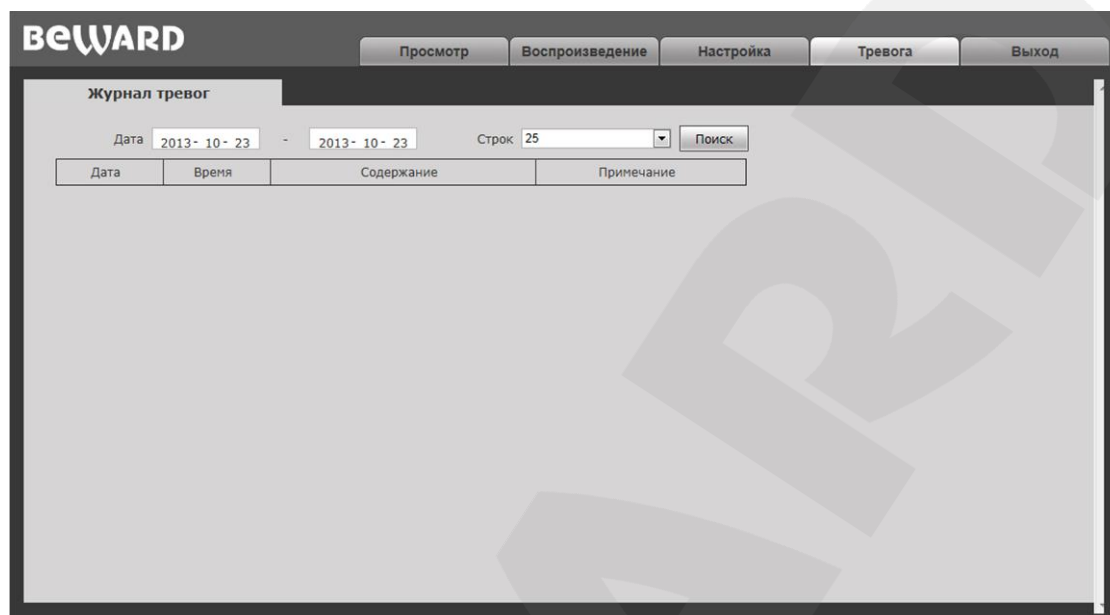 BEWARD
Просмотр Воспроизведение Настройка Тревога Выход
Журнал тревог
Дата 2013- 10- 23 - 2013- 10- 23 Строк 25 Поиск
Дата Время Содержание Примечание